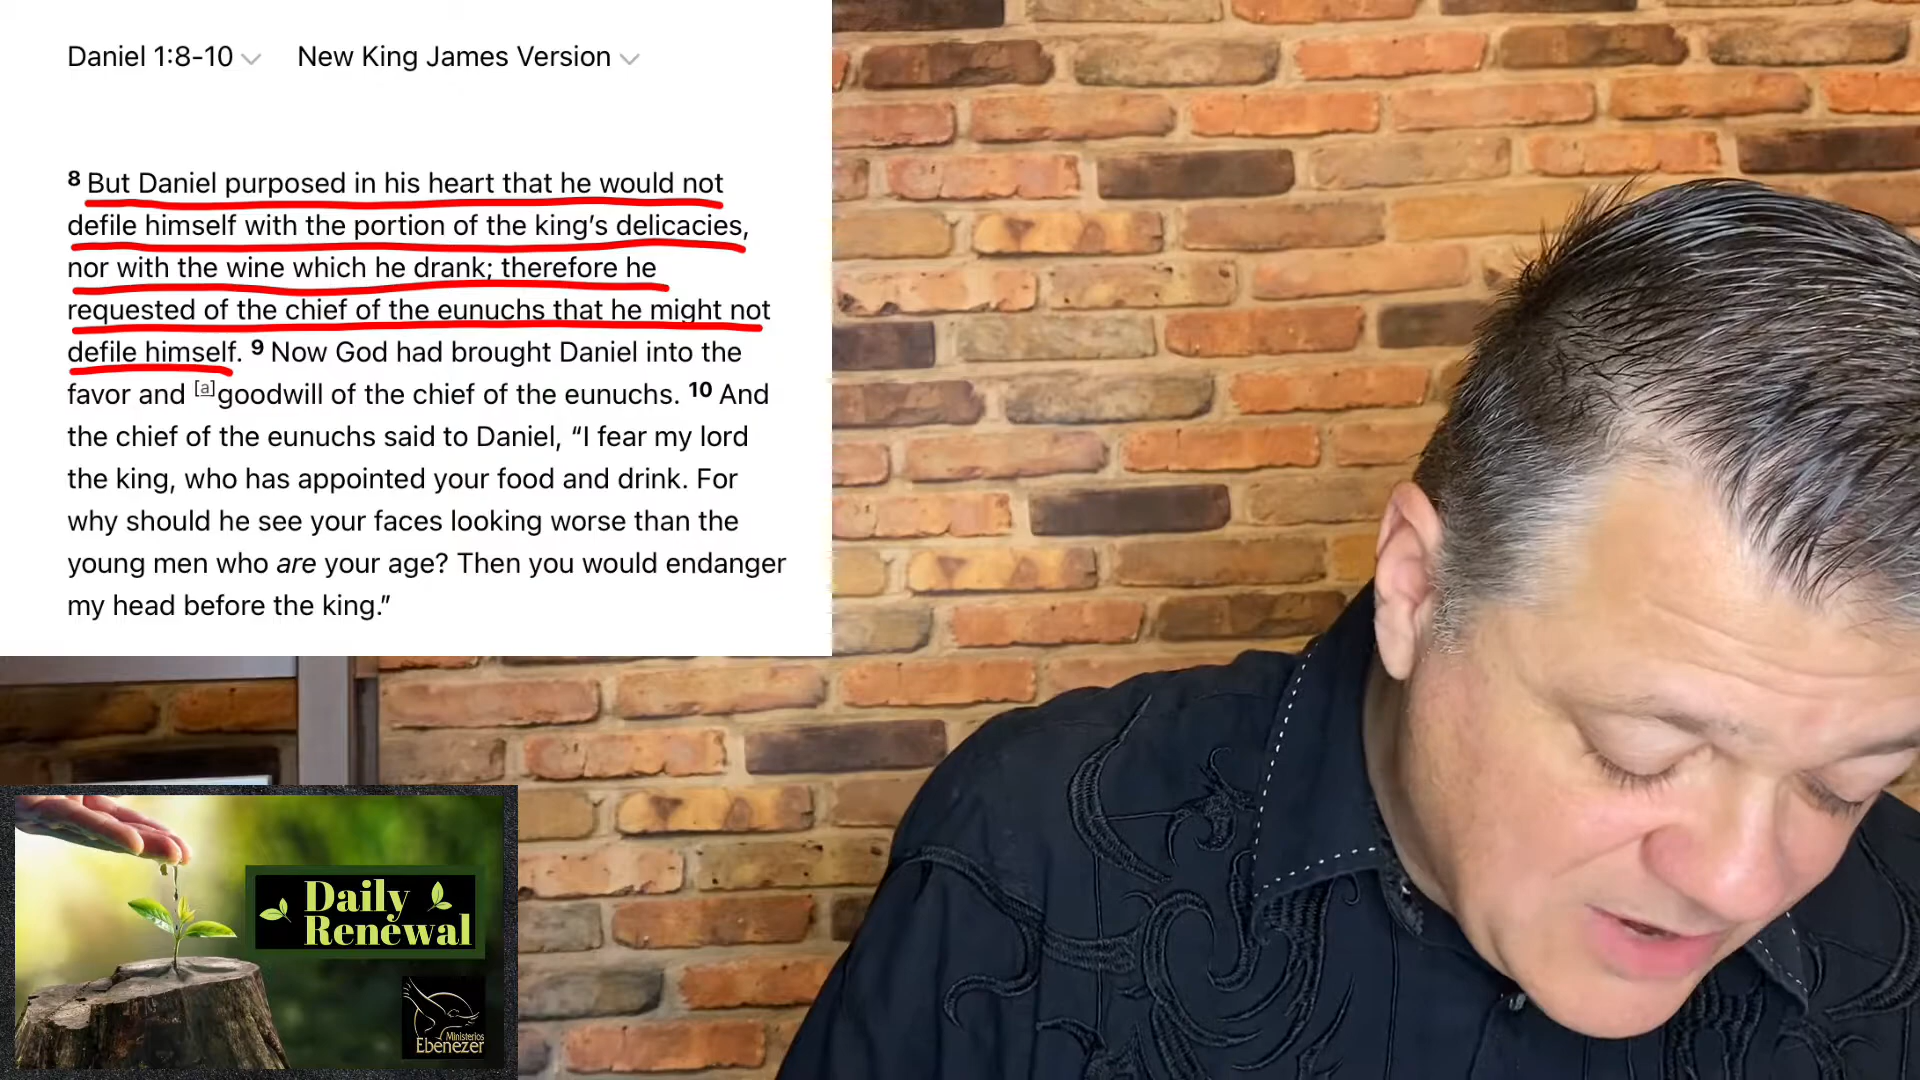 Daniel 1:8-10 New King James Version
8 But Daniel purposed in his heart that he would not
defile himself with the portion of the king’s delicacies,
nor with the wine which he drank; therefore he
requested of the chief of the eunuchs that he might not
defile himself. 9 Now God had brought Daniel into the
favor and [a]goodwill of the chief of the eunuchs. 10 And
the chief of the eunuchs said to Daniel, “I fear my lord
the king, who has appointed your food and drink. For
why should he see your faces looking worse than the
young men who are your age? Then you would endanger
my head before the king.”
Daily
Renewal
Ministerios
Ebenezer